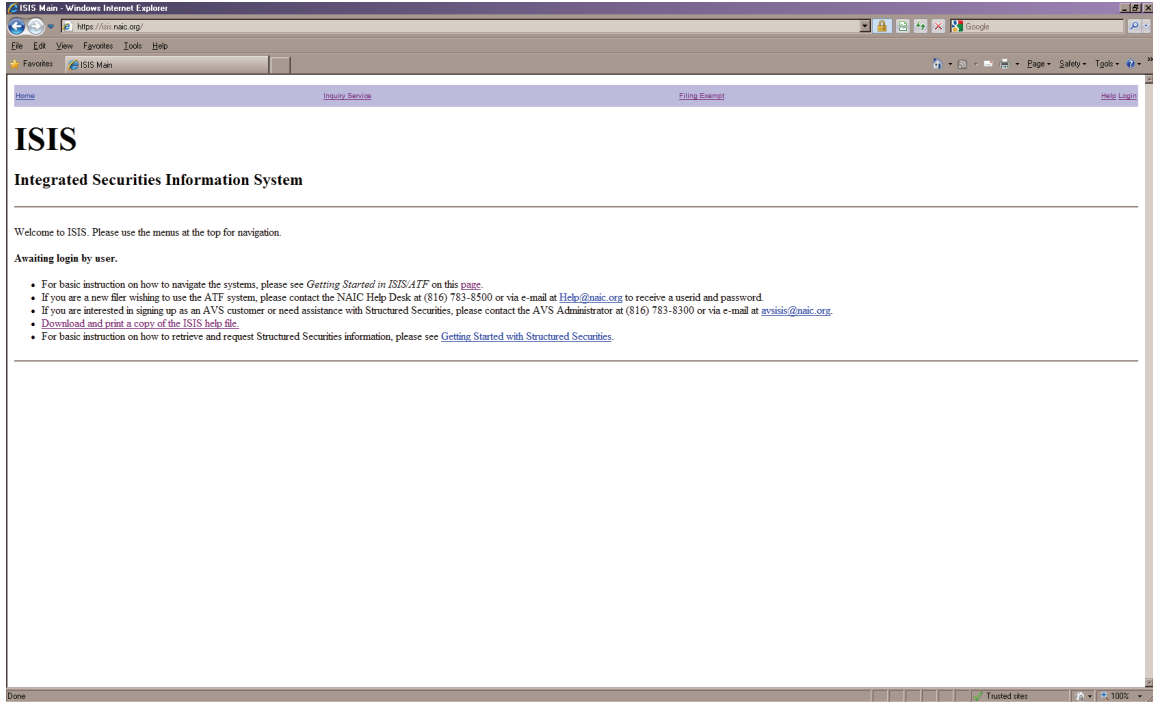 ISIS Main - Windows Internet Explorer
https://isis.naic.org/
Google
File Edit View Favorites Tools Help
Favorites ISIS Main Page Safety Tools
Home Inquiry Service Filing Exempt Help Login
ISIS
Integrated Securities Information System
Welcome to ISIS. Please use the menus at the top for navigation.
Awaiting login by user.
• For basic instruction on how to navigate the systems, please see Getting Started in ISIS/ATF on this page.
• If you are a new filer wishing to use the ATF system, please contact the NAIC Help Desk at (816) 783-8500 or via e-mail at Help@naic.org to receive a userid and password.
• If you are interested in signing up as an AVS customer or need assistance with Structured Securities, please contact the AVS Administrator at (816) 783-8300 or via e-mail at avsisis@naic.org.
• Download and print a copy of the ISIS help file.
• For basic instruction on how to retrieve and request Structured Securities information, please see Getting Started with Structured Securities.
Done Trusted sites 100%